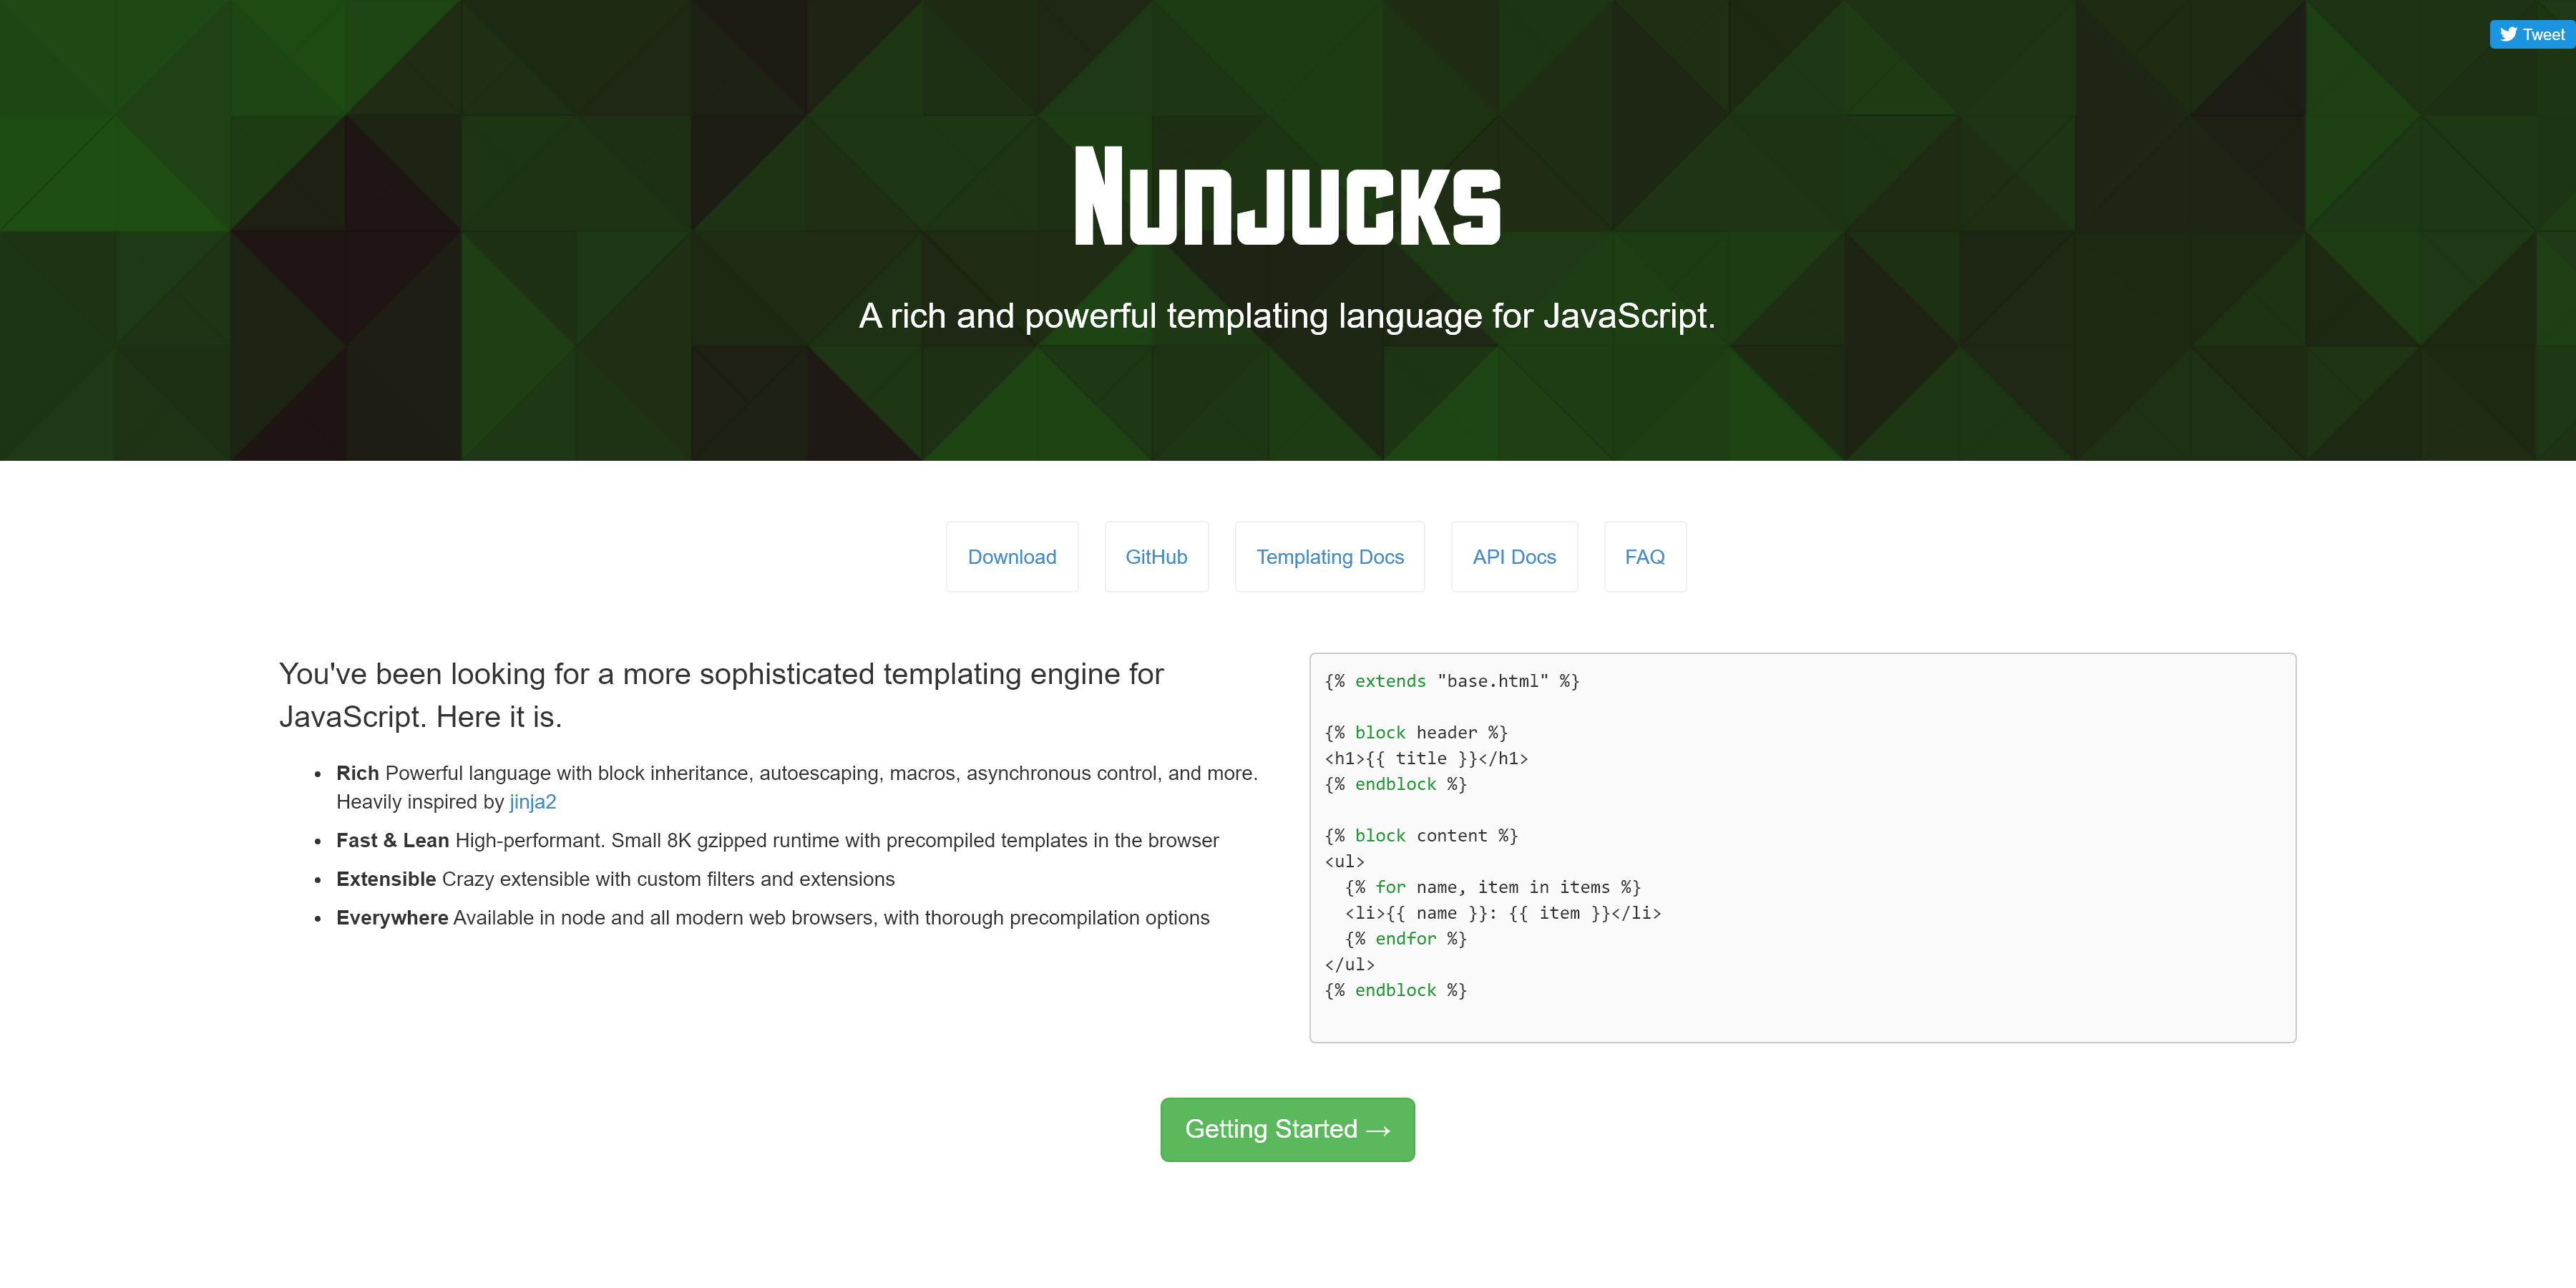 Tweet
Nunjucks
A rich and powerful templating language for JavaScript.
Download GitHub Templating Docs API Docs FAQ
You've been looking for a more sophisticated templating engine for
JavaScript. Here it is.
• Rich Powerful language with block inheritance, autoescaping, macros, asynchronous control, and more.
Heavily inspired by jinja2
• Fast & Lean High-performant. Small 8K gzipped runtime with precompiled templates in the browser
• Extensible Crazy extensible with custom filters and extensions
• Everywhere Available in node and all modern web browsers, with thorough precompilation options
{% extends "base.html" %}
{% block header %}
<h1>{{ title }}</h1>
{% endblock %}
{% block content %}
<ul>
  {% for name, item in items %}
  <li>{{ name }}: {{ item }}</li>
  {% endfor %}
</ul>
{% endblock %}
Getting Started →